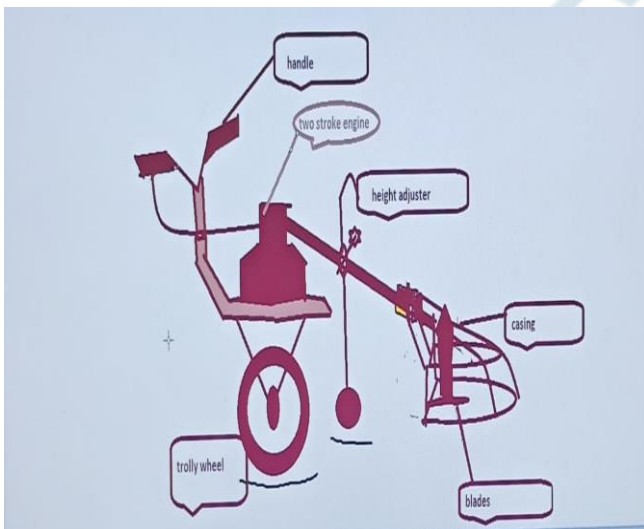 handle
two stroke engine
height adjuster
casing
trolly wheel
blades